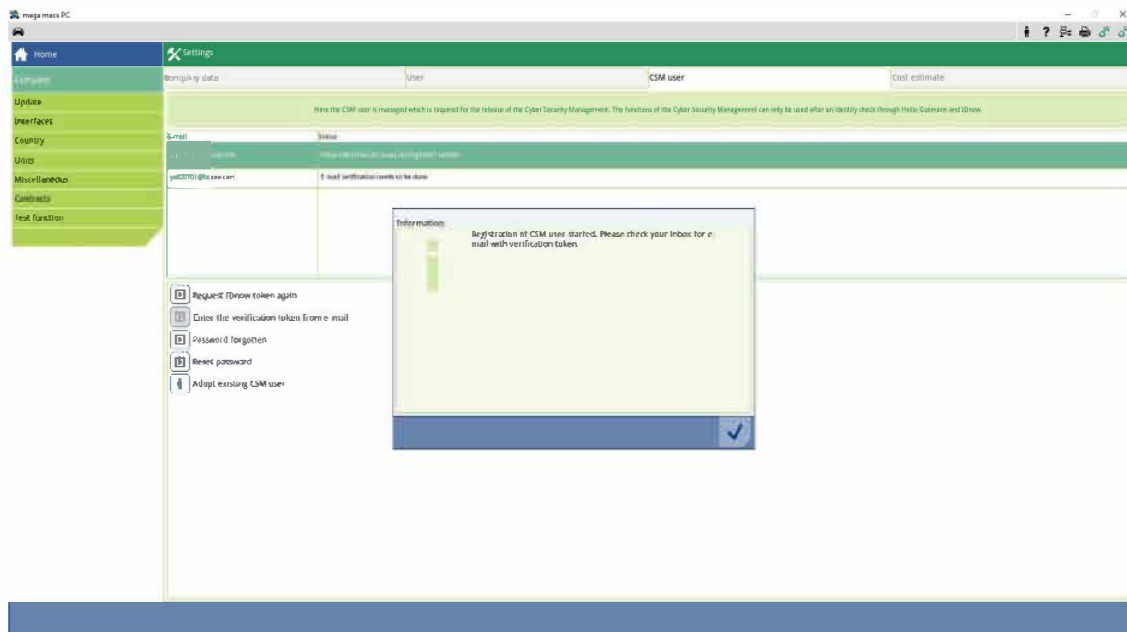 mega macs PC
Home
Settings
Company
Company data
User
CSM user
Cost estimate
Update
Here the CSM user is managed which is required for the release of the Cyber Security Management. The functions of the Cyber Security Management can only be used after an identity check through Hella Gutmann and IDnow
Interfaces
E-mail
Status
Country
Units
Miscellaneous
E-mail verification needs to be done
Contracts
Test function
Information
Registration of CSM user started. Please check your inbox for e-
mail with verification token.
Request IDnow token again
Enter the verification token from e-mail
Password forgotten
Reset password
Adopt existing CSM user